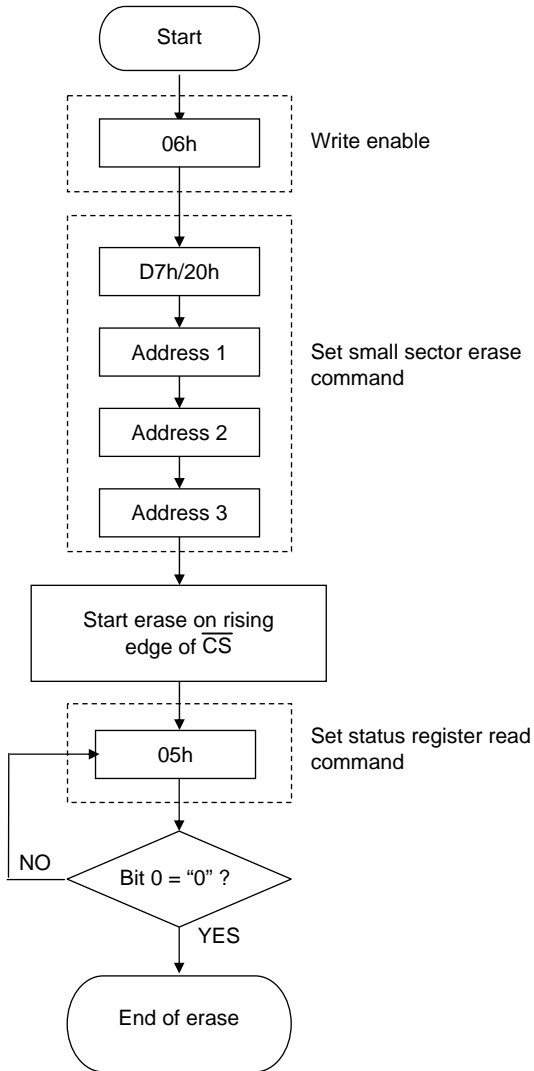 Start
06h
Write enable
D7h/20h
Address 1
Set small sector erase
command
Address 2
Address 3
Start erase on rising
edge of C̅S̅
Set status register read
command
05h
NO
Bit 0 = “0” ?
YES
End of erase